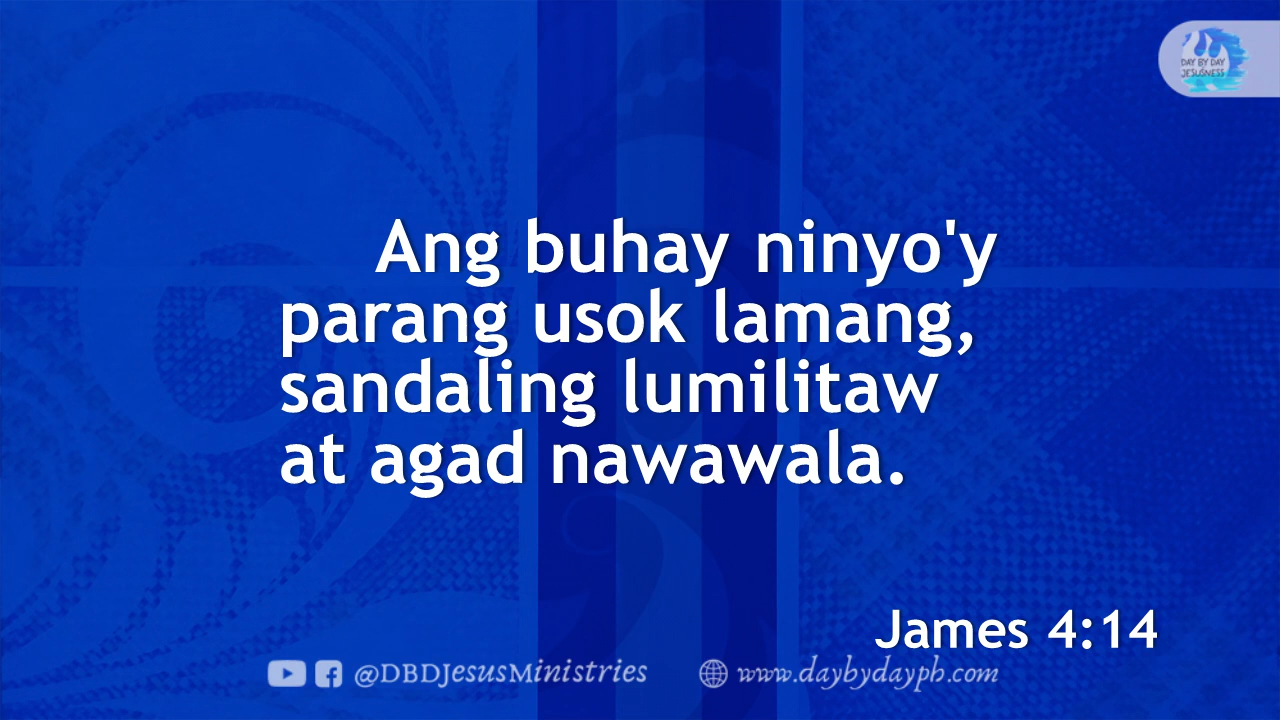 DAY BY DAY
JESUSNESS
Ang buhay ninyo'y
parang usok lamang,
sandaling lumilitaw
at agad nawawala.
James 4:14
@DBDJesusMinistries
www.daybydayph.com